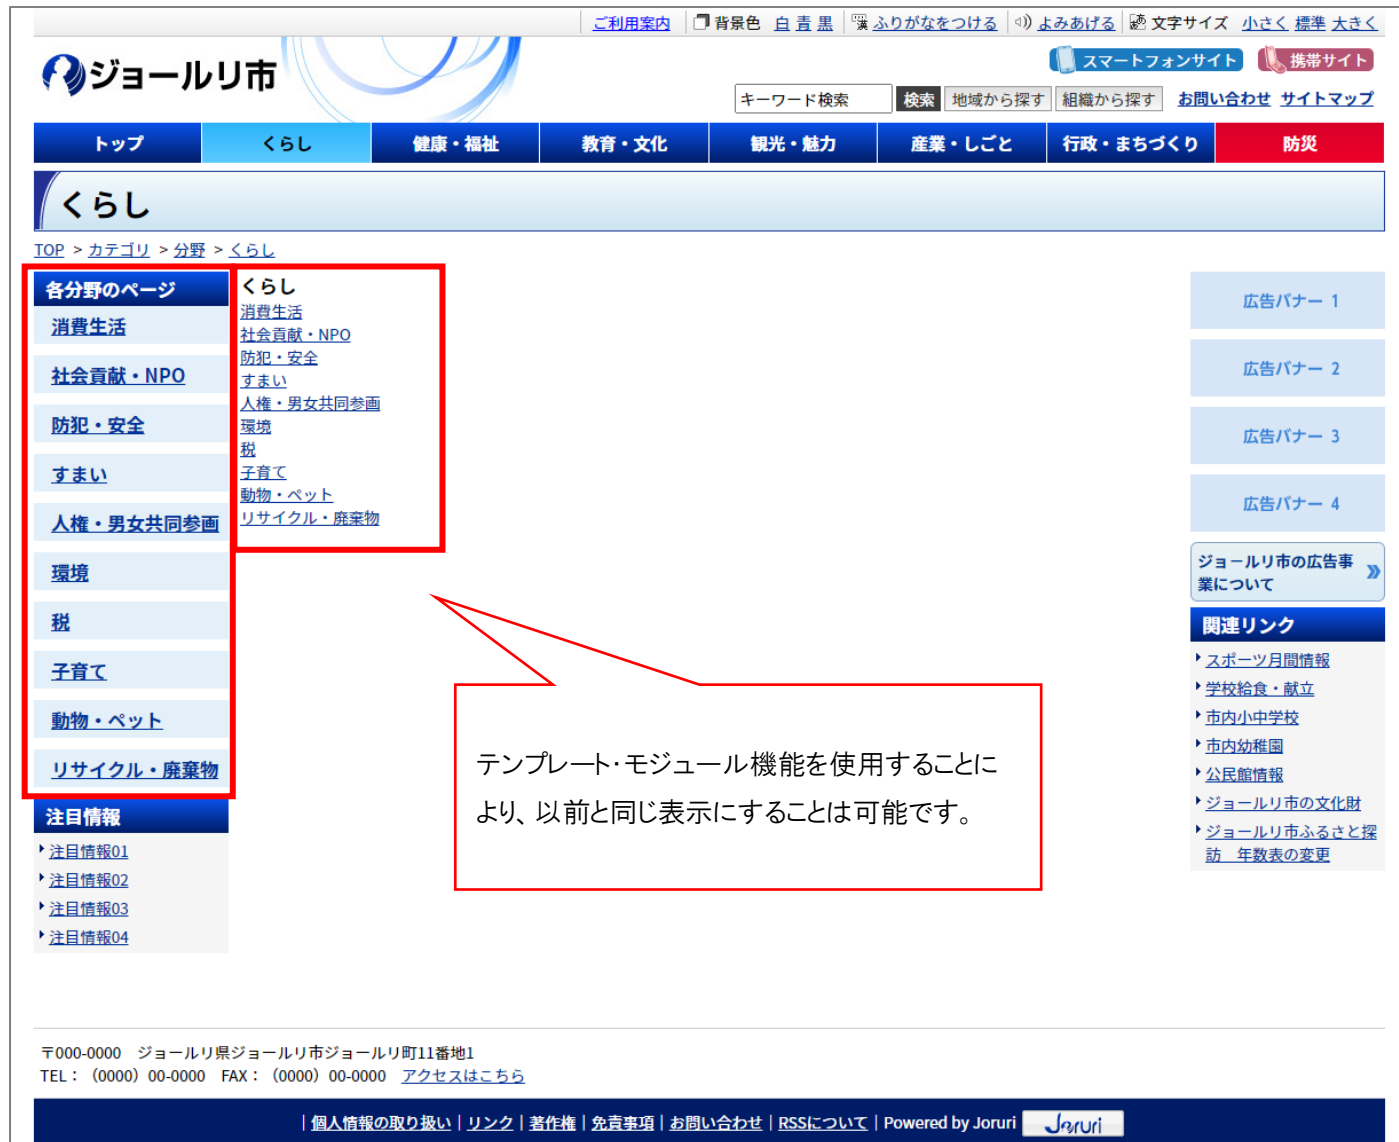 ご利用案内 背景色 白 青 黒 ふりがなをつける よみあげる 文字サイズ 小さく 標準 大きく
ジョールリ市
スマートフォンサイト 携帯サイト
キーワード検索 検索 地域から探す 組織から探す お問い合わせ サイトマップ
トップ くらし 健康・福祉 教育・文化 観光・魅力 産業・しごと 行政・まちづくり 防災
くらし
TOP > カテゴリ > 分野 > くらし
各分野のページ
消費生活
社会貢献・NPO
防犯・安全
すまい
人権・男女共同参画
環境
税
子育て
動物・ペット
リサイクル・廃棄物
注目情報
注目情報01
注目情報02
注目情報03
注目情報04
くらし
消費生活
社会貢献・NPO
防犯・安全
すまい
人権・男女共同参画
環境
税
子育て
動物・ペット
リサイクル・廃棄物
テンプレート・モジュール機能を使用することに
より、以前と同じ表示にすることは可能です。
広告バナー 1
広告バナー 2
広告バナー 3
広告バナー 4
ジョールリ市の広告事
業について
関連リンク
スポーツ月間情報
学校給食・献立
市内小中学校
市内幼稚園
公民館情報
ジョールリ市の文化財
ジョールリ市ふるさと探
訪　年数表の変更
〒000-0000　ジョールリ県ジョールリ市ジョールリ町11番地1
TEL：（0000）00-0000　FAX：（0000）00-0000　アクセスはこちら
| 個人情報の取り扱い | リンク | 著作権 | 免責事項 | お問い合わせ | RSSについて | Powered by Joruri Joruri